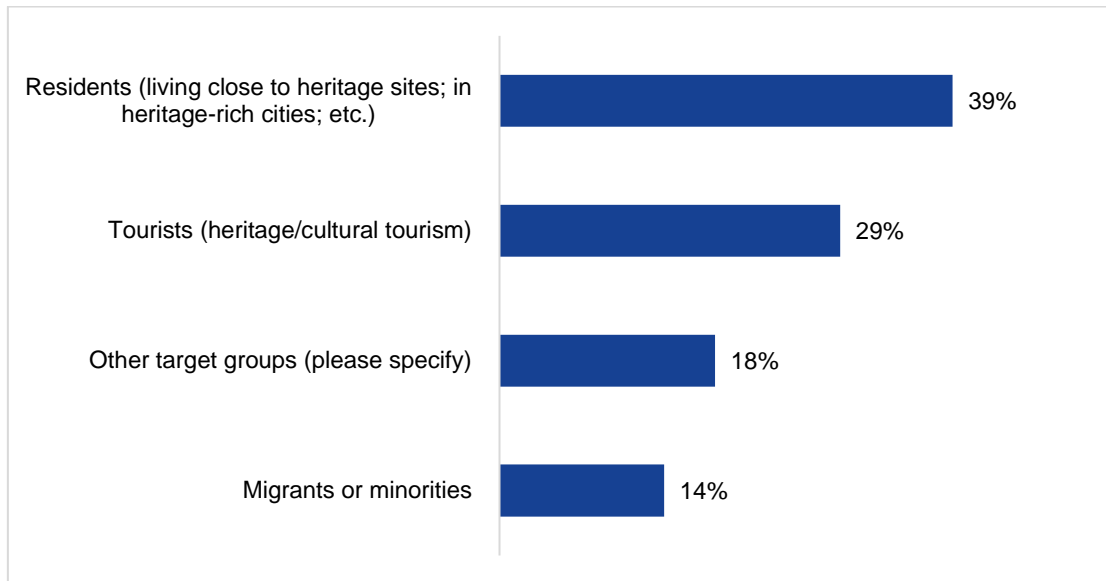 Residents (living close to heritage sites; in
heritage-rich cities; etc.)
39%
Tourists (heritage/cultural tourism)
29%
Other target groups (please specify)
18%
Migrants or minorities
14%